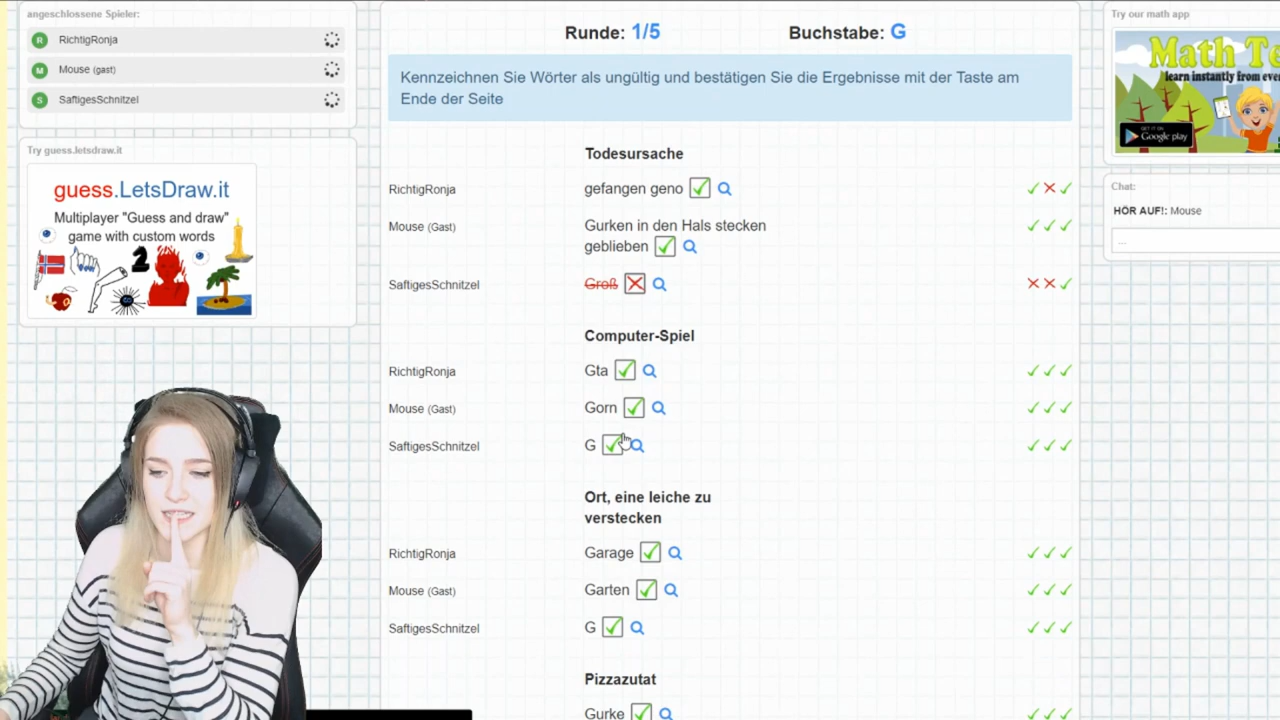 angeschlossene Spieler:
R RichtigRonja
M Mouse (gast)
S SaftigesSchnitzel
Try guess.letsdraw.it
guess.LetsDraw.it
Multiplayer "Guess and draw"
game with custom words
2
Runde: 1/5 Buchstabe: G
Kennzeichnen Sie Wörter als ungültig und bestätigen Sie die Ergebnisse mit der Taste am
Ende der Seite
Todesursache
RichtigRonja gefangen geno
Mouse (Gast) Gurken in den Hals stecken
geblieben
SaftigesSchnitzel Groß
Computer-Spiel
RichtigRonja Gta
Mouse (Gast) Gorn
SaftigesSchnitzel G
Ort, eine leiche zu
verstecken
RichtigRonja Garage
Mouse (Gast) Garten
SaftigesSchnitzel G
Pizzazutat
Gurke
Try our math app
Math Te
learn instantly from eve
GET IT ON
Google play
Chat:
HÖR AUF!: Mouse
...